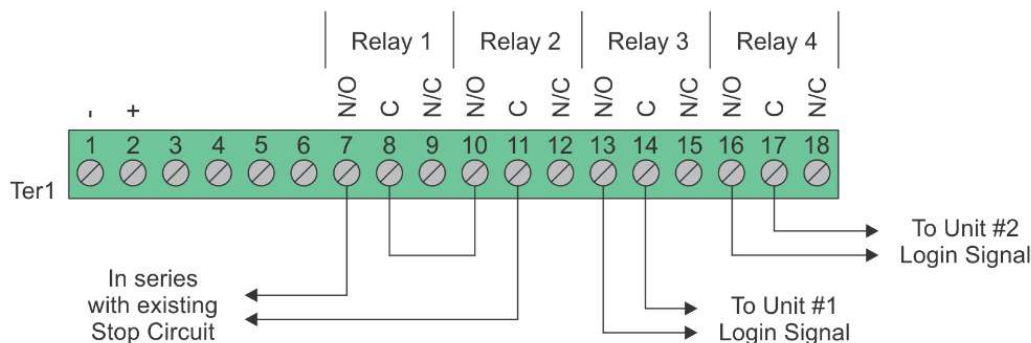 Relay 1 Relay 2 Relay 3 Relay 4
N/O C N/C N/O C N/C N/O C N/C N/O C N/C
- +
1 2 3 4 5 6 7 8 9 10 11 12 13 14 15 16 17 18
Ter1
To Unit #2
Login Signal
In series
with existing
Stop Circuit
To Unit #1
Login Signal